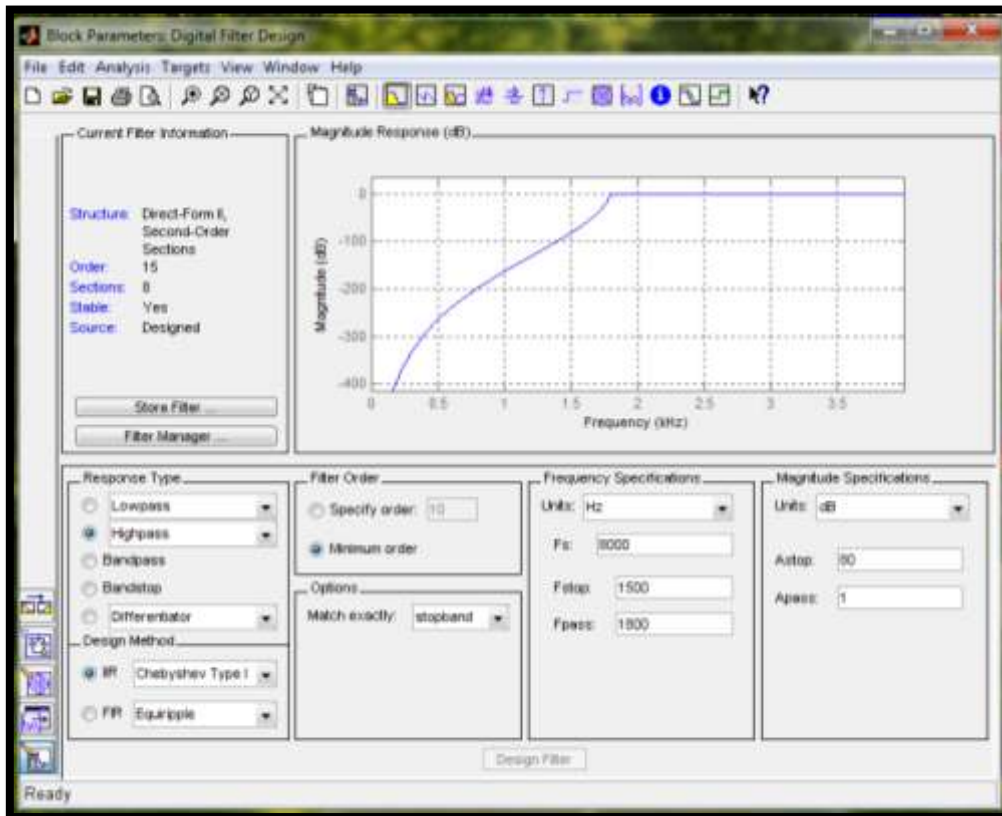 Block Parameters: Digital Filter Design
File Edit Analysis Targets View Window Help
Current Filter Information
Structure: Direct-Form II,
Second-Order
Sections
Order: 15
Sections: 8
Stable: Yes
Source: Designed
Store Filter ...
Filter Manager ...
Magnitude Response (dB)
Magnitude (dB)
0
-100
-200
-300
-400
0 0.5 1 1.5 2 2.5 3 3.5
Frequency (kHz)
Response Type
Lowpass
Highpass
Bandpass
Bandstop
Differentiator
Design Method
IIR Chebyshev Type I
FIR Equiripple
Filter Order
Specify order: 10
Minimum order
Options
Match exactly: stopband
Frequency Specifications
Units: Hz
Fs: 8000
Fstop: 1500
Fpass: 1800
Magnitude Specifications
Units: dB
Astop: 80
Apass: 1
Design Filter
Ready